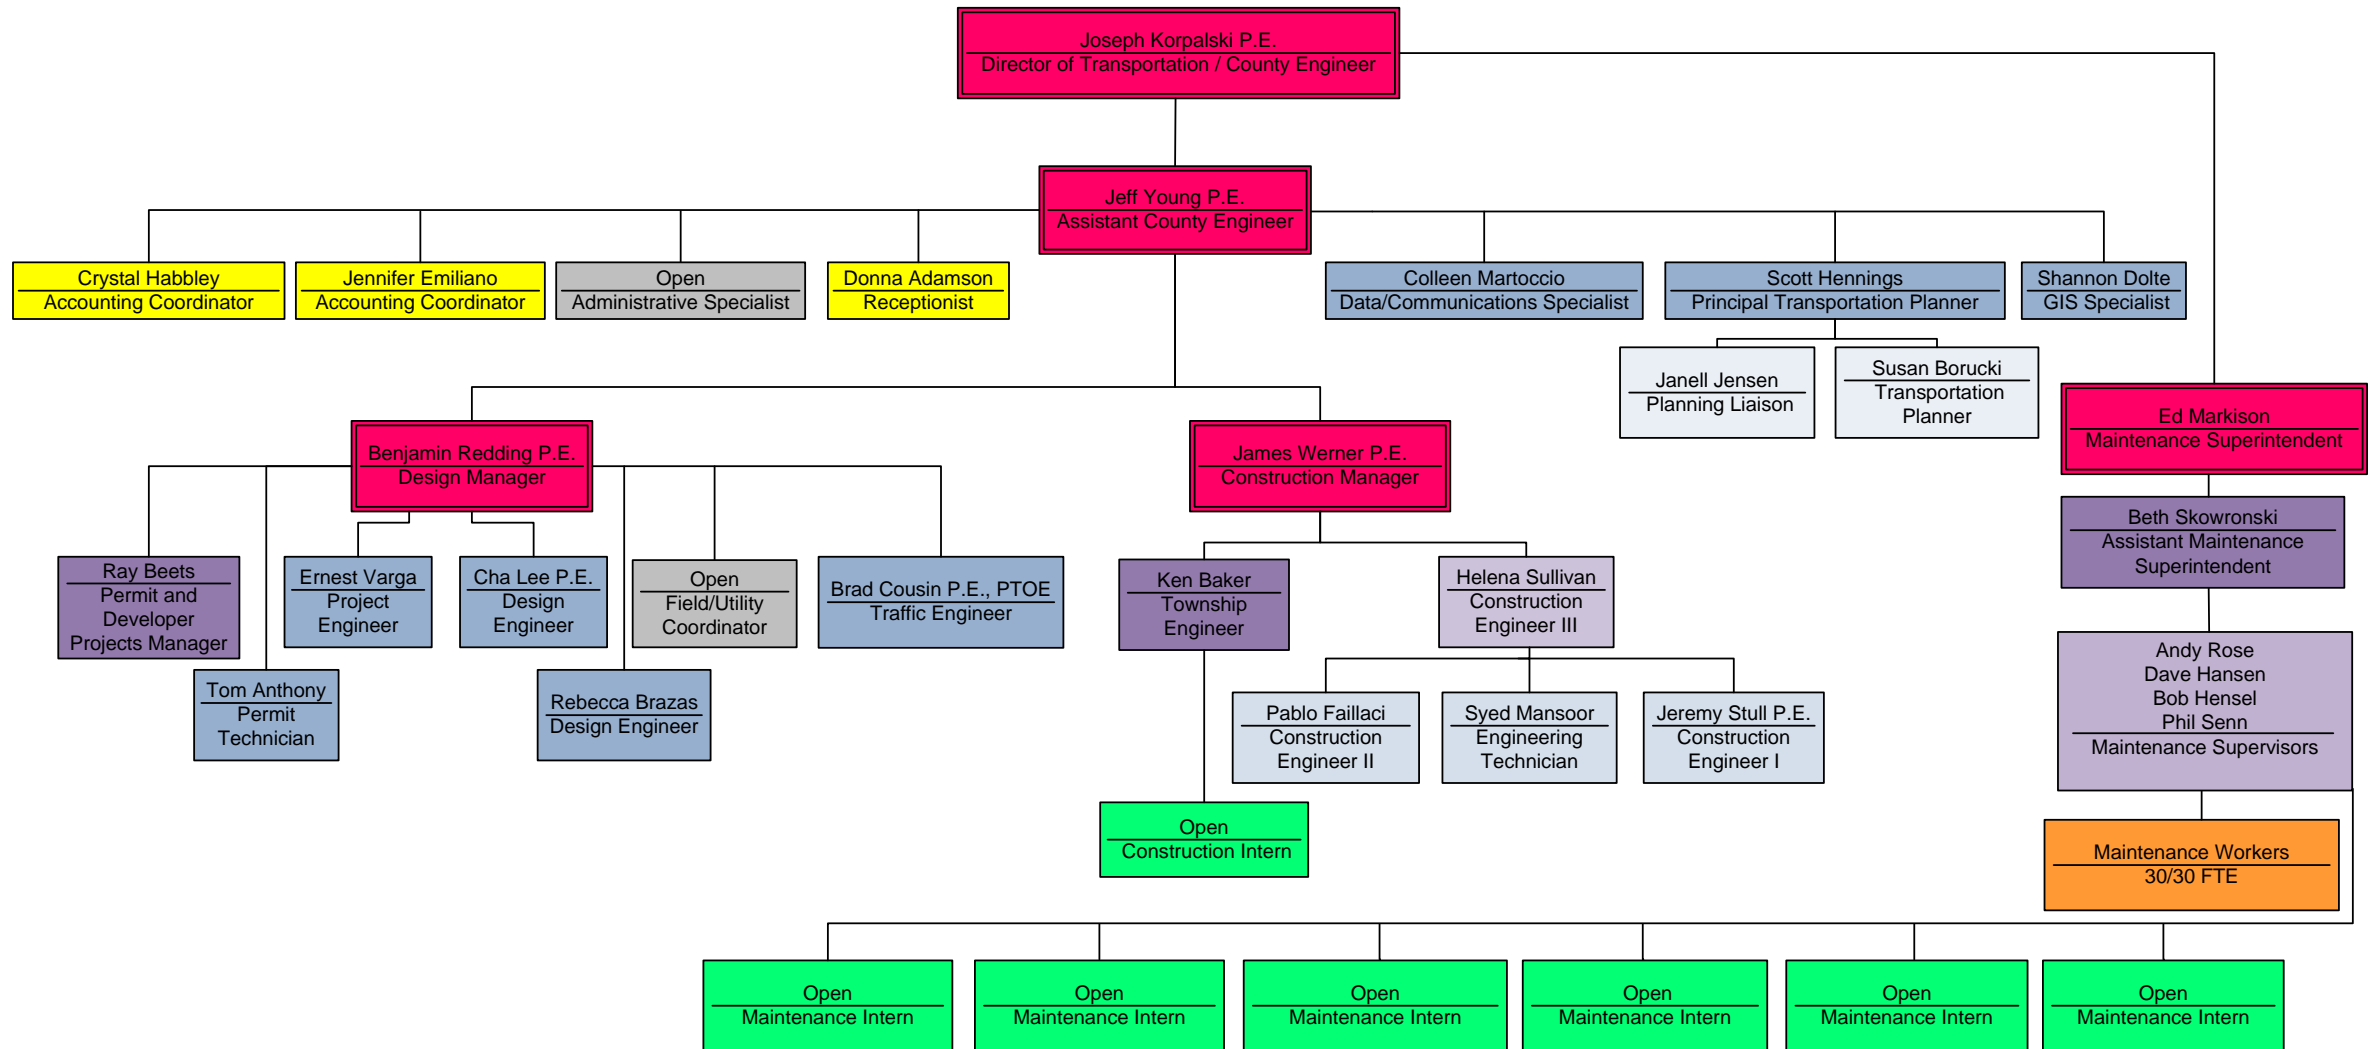 Joseph Korpalski P.E.
Director of Transportation / County Engineer
Jeff Young P.E.
Assistant County Engineer
Crystal Habbley
Accounting Coordinator
Jennifer Emiliano
Accounting Coordinator
Open
Administrative Specialist
Donna Adamson
Receptionist
Colleen Martoccio
Data/Communications Specialist
Scott Hennings
Principal Transportation Planner
Shannon Dolte
GIS Specialist
Janell Jensen
Planning Liaison
Susan Borucki
Transportation
Planner
Benjamin Redding P.E.
Design Manager
James Werner P.E.
Construction Manager
Ed Markison
Maintenance Superintendent
Beth Skowronski
Assistant Maintenance
Superintendent
Ray Beets
Permit and
Developer
Projects Manager
Ernest Varga
Project
Engineer
Cha Lee P.E.
Design
Engineer
Open
Field/Utility
Coordinator
Brad Cousin P.E., PTOE
Traffic Engineer
Ken Baker
Township
Engineer
Helena Sullivan
Construction
Engineer III
Tom Anthony
Permit
Technician
Rebecca Brazas
Design Engineer
Pablo Faillaci
Construction
Engineer II
Syed Mansoor
Engineering
Technician
Jeremy Stull P.E.
Construction
Engineer I
Andy Rose
Dave Hansen
Bob Hensel
Phil Senn
Maintenance Supervisors
Open
Construction Intern
Maintenance Workers
30/30 FTE
Open
Maintenance Intern
Open
Maintenance Intern
Open
Maintenance Intern
Open
Maintenance Intern
Open
Maintenance Intern
Open
Maintenance Intern